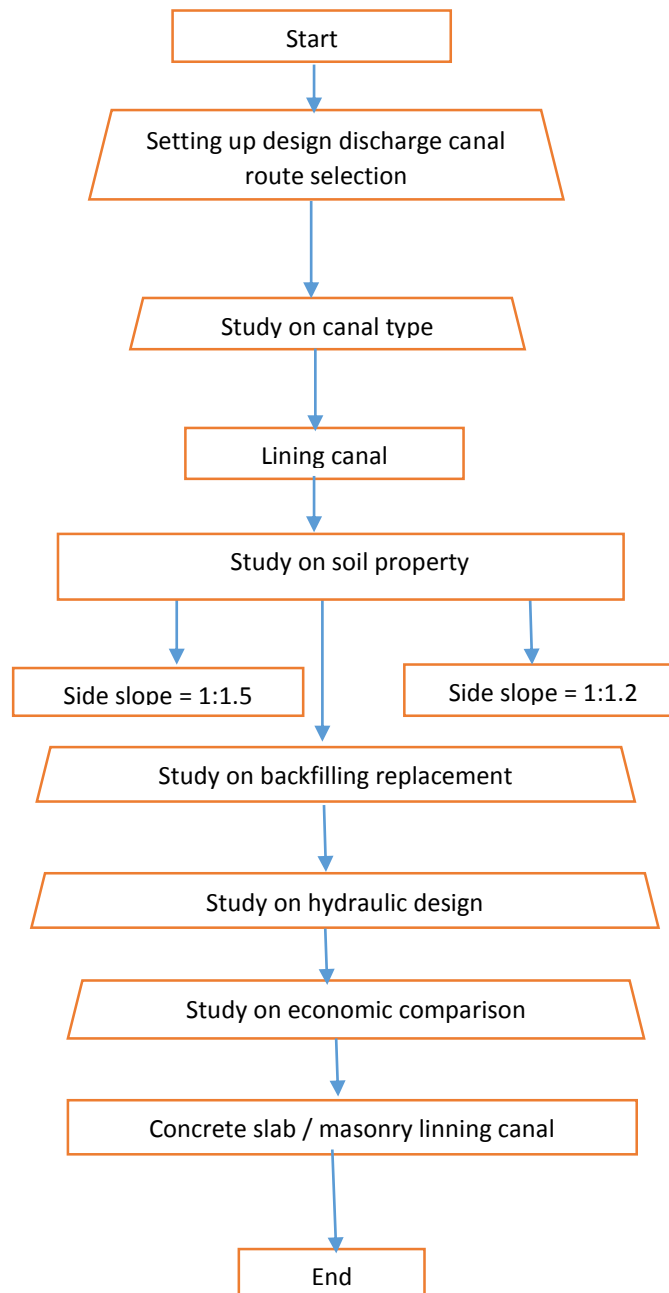 Start
Setting up design discharge canal
route selection
Study on canal type
Lining canal
Study on soil property
Side slope = 1:1.5
Side slope = 1:1.2
Study on backfilling replacement
Study on hydraulic design
Study on economic comparison
Concrete slab / masonry linning canal
End